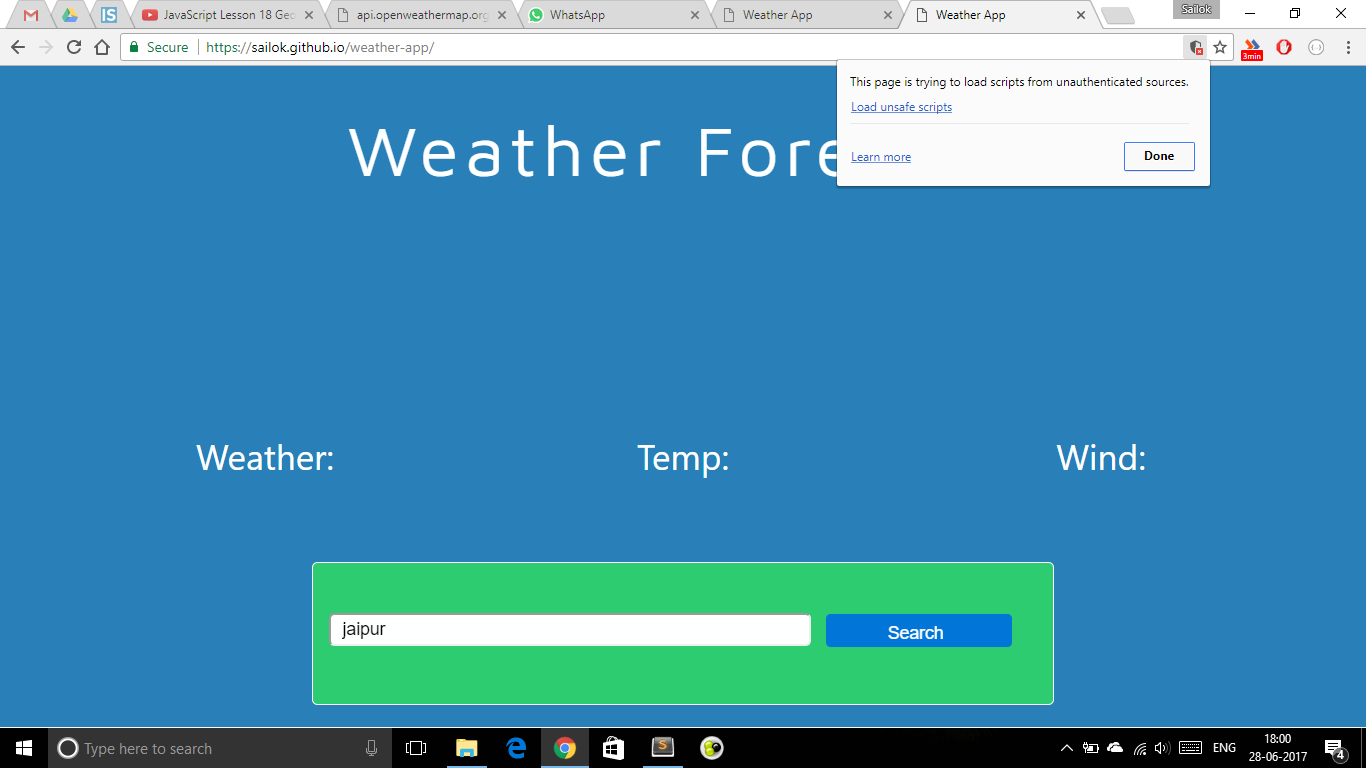 JavaScript Lesson 18 Geo
api.openweathermap.org
WhatsApp
Weather App
Weather App
Sailok
Secure
https://sailok.github.io/weather-app/
3min
This page is trying to load scripts from unauthenticated sources.
Load unsafe scripts
Learn more
Done
Weather Fore
Weather:
Temp:
Wind:
jaipur
Search
Type here to search
ENG
18:00
28-06-2017
4